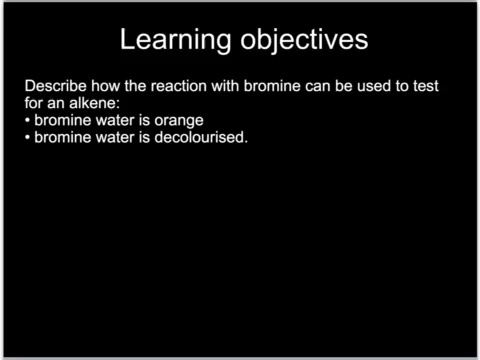 Learning objectives
Describe how the reaction with bromine can be used to test
for an alkene:
• bromine water is orange
• bromine water is decolourised.